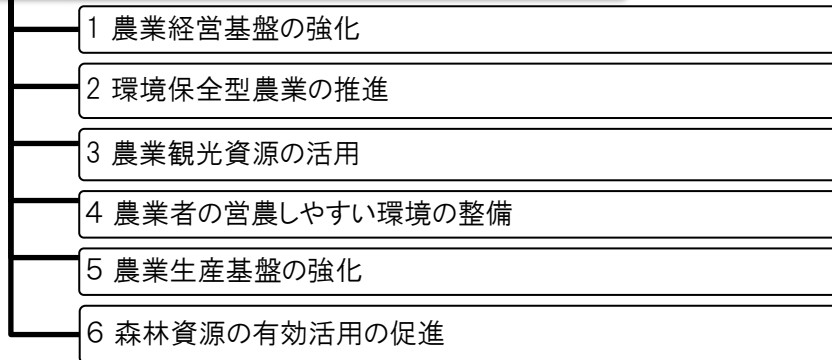 1 農業経営基盤の強化
2 環境保全型農業の推進
3 農業観光資源の活用
4 農業者の営農しやすい環境の整備
5 農業生産基盤の強化
6 森林資源の有効活用の促進